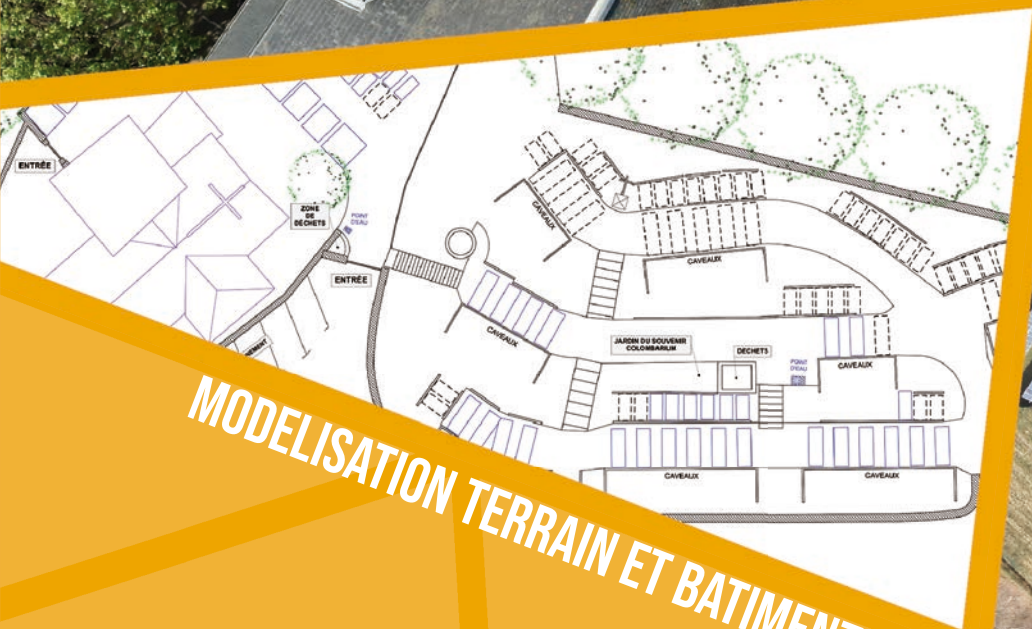 ENTRÉE
ZONE
DE
DÉCHETS
POINT
D'EAU
ENTRÉE
CAVEAUX
CAVEAUX
CAVEAUX
JARDIN DU SOUVENIR
COLOMBARIUM
DECHETS
POINT
D'EAU
CAVEAUX
CAVEAUX
CAVEAUX
MODELISATION TERRAIN ET BATIMENT